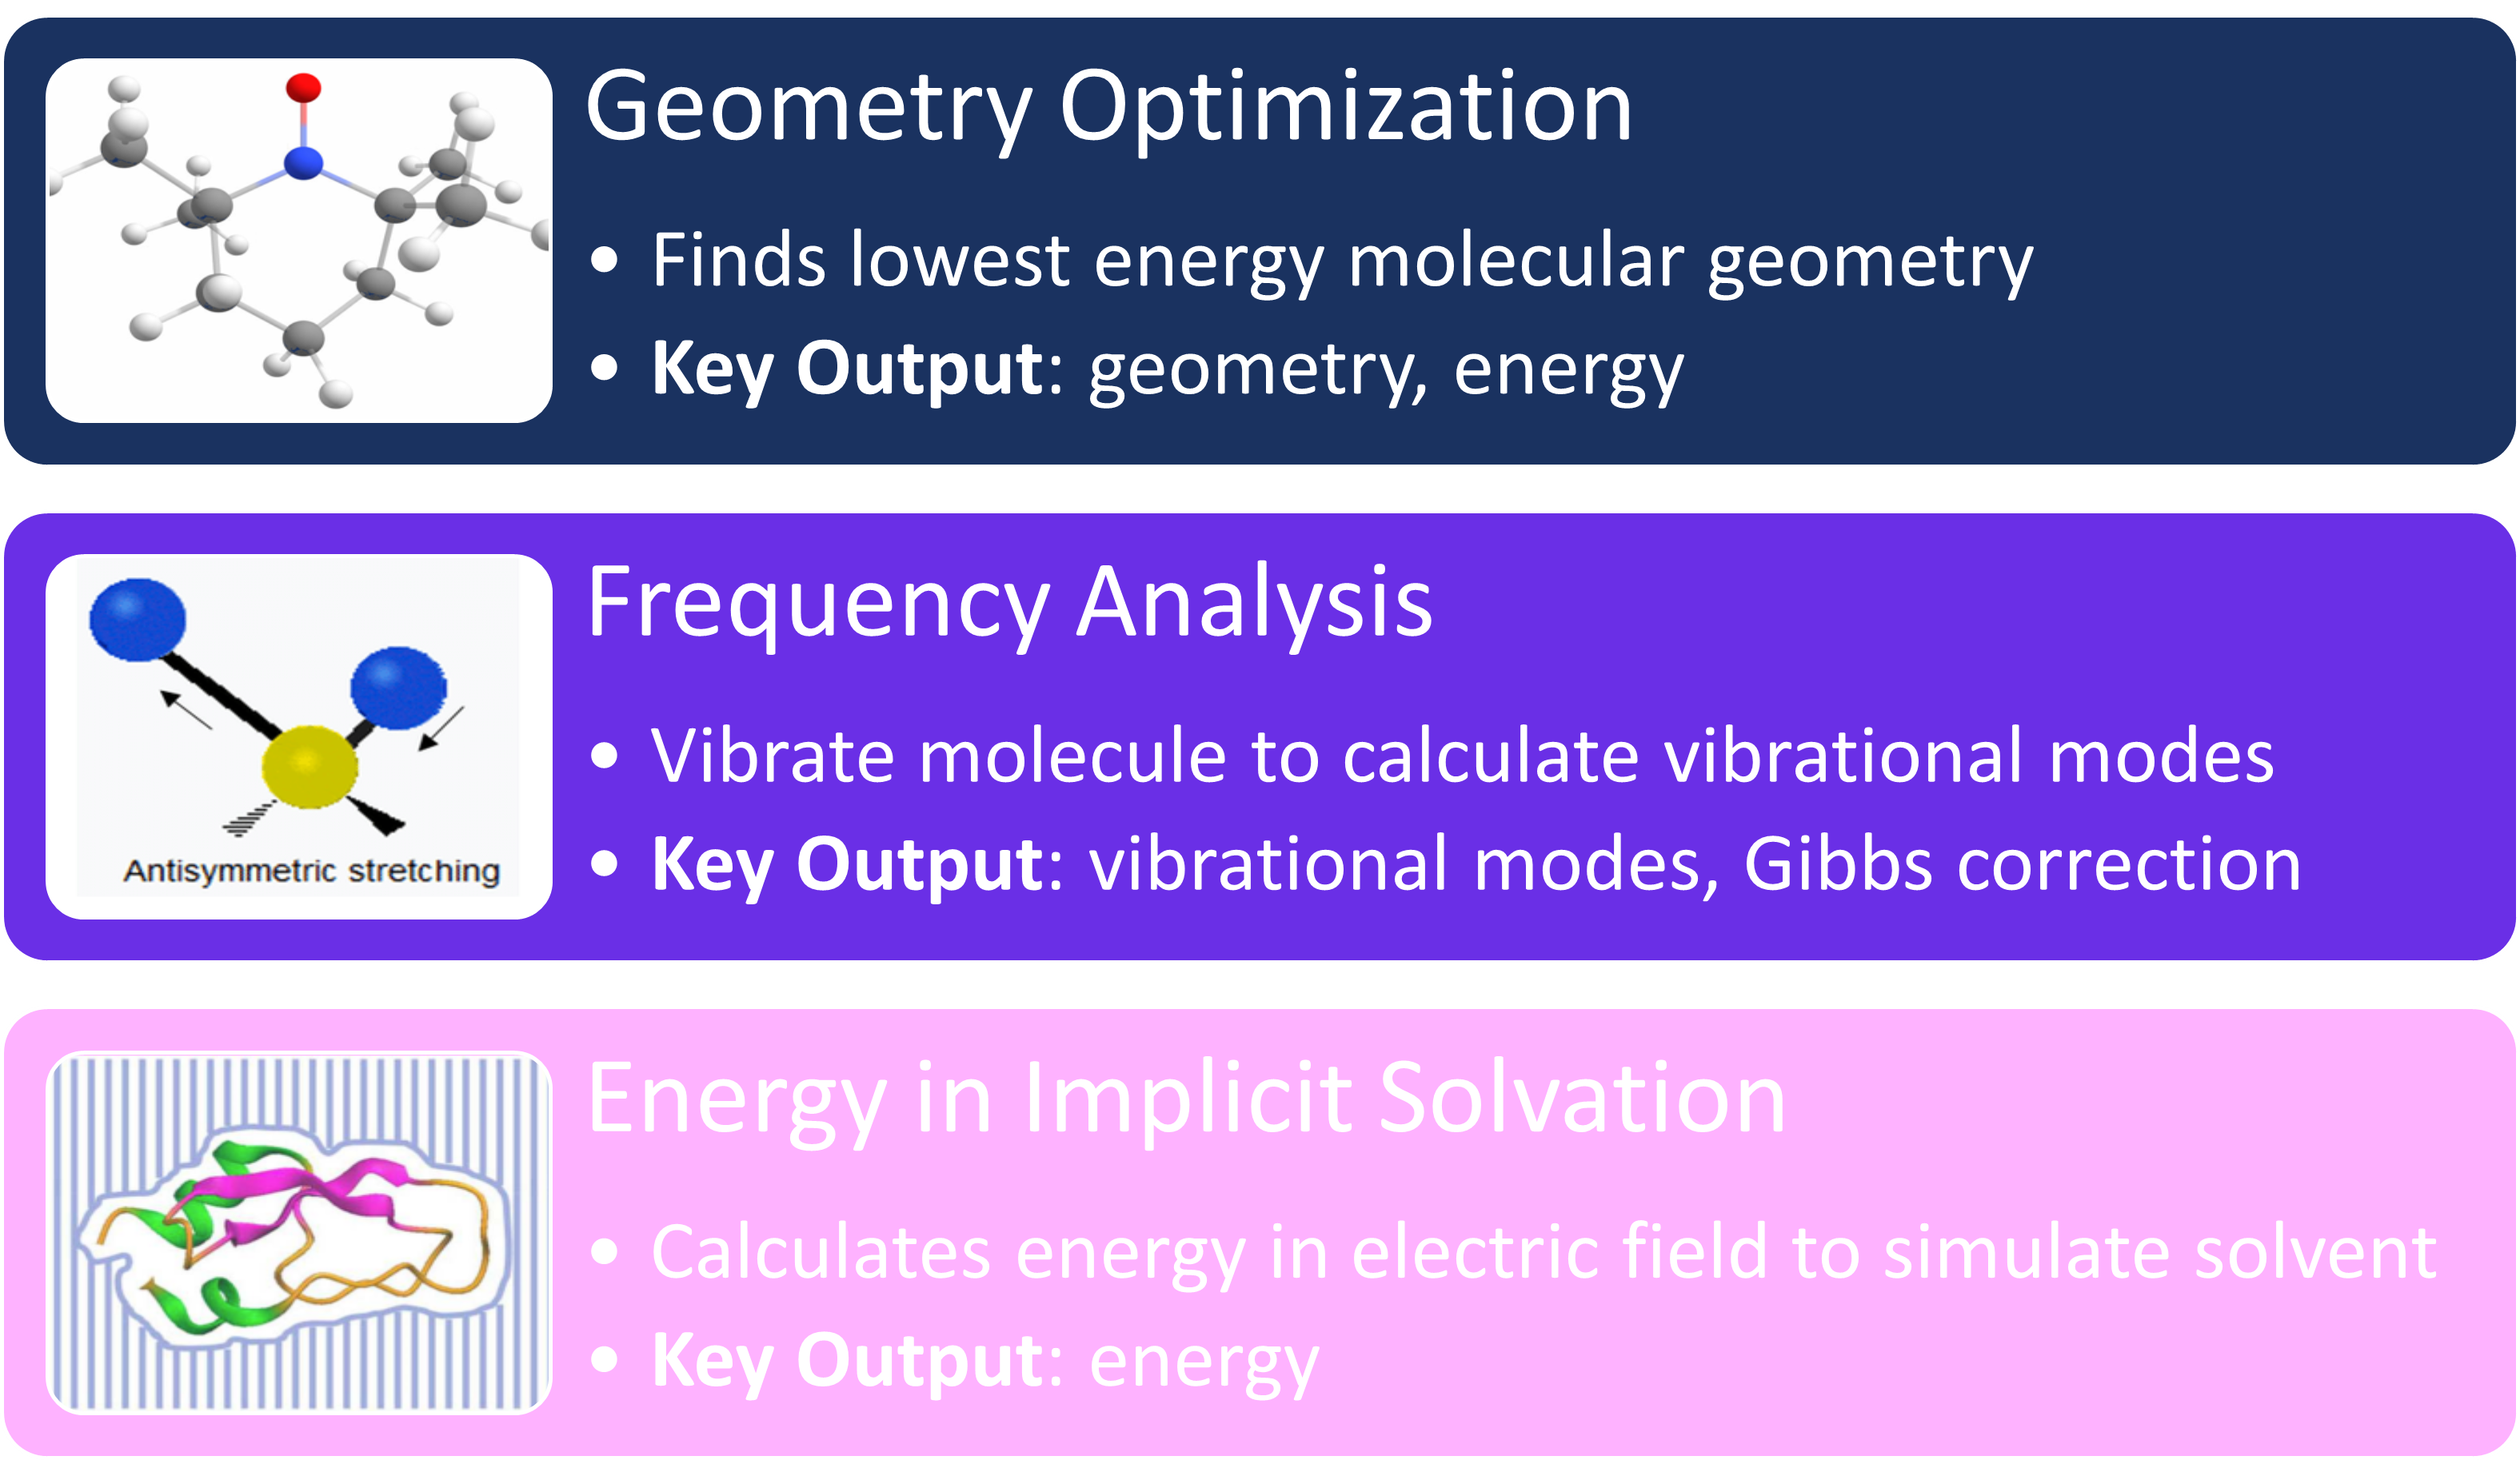 Geometry Optimization
• Finds lowest energy molecular geometry
• Key Output: geometry, energy
Frequency Analysis
• Vibrate molecule to calculate vibrational modes
• Key Output: vibrational modes, Gibbs correction
Antisymmetric stretching
Energy in Implicit Solvation
• Calculates energy in electric field to simulate solvent
• Key Output: energy